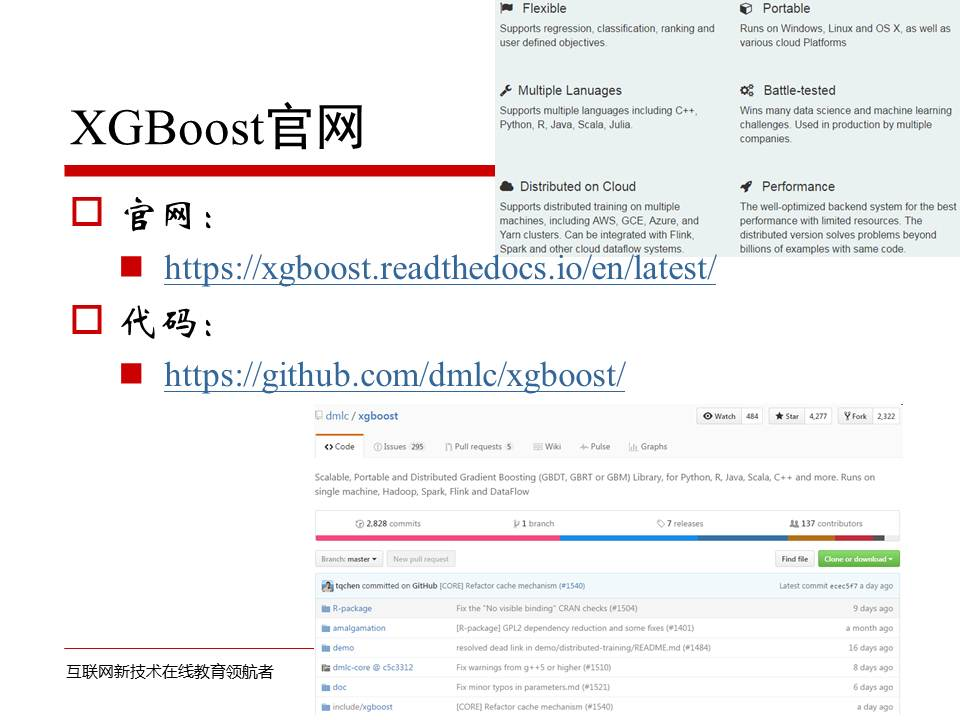 Flexible
Supports regression, classification, ranking and
user defined objectives.
Portable
Runs on Windows, Linux and OS X, as well as
various cloud Platforms
Multiple Lanuages
Supports multiple languages including C++,
Python, R, Java, Scala, Julia.
Battle-tested
Wins many data science and machine learning
challenges. Used in production by multiple
companies.
Distributed on Cloud
Supports distributed training on multiple
machines, including AWS, GCE, Azure, and
Yarn clusters. Can be integrated with Flink,
Spark and other cloud dataflow systems.
Performance
The well-optimized backend system for the best
performance with limited resources. The
distributed version solves problems beyond
billions of examples with same code.
XGBoost官网
官网：
https://xgboost.readthedocs.io/en/latest/
代码：
https://github.com/dmlc/xgboost/
dmlc / xgboost
Watch 484 Star 4,277 Fork 2,322
Code Issues 295 Pull requests 5 Wiki Pulse Graphs
Scalable, Portable and Distributed Gradient Boosting (GBDT, GBRT or GBM) Library, for Python, R, Java, Scala, C++ and more. Runs on
single machine, Hadoop, Spark, Flink and DataFlow
2,828 commits 1 branch 7 releases 137 contributors
Branch: master New pull request Find file Clone or download
tqchen committed on GitHub [CORE] Refactor cache mechanism (#1540) Latest commit ecec5f7 a day ago
R-package Fix the "No visible binding" CRAN checks (#1504) 9 days ago
amalgamation [R-package] GPL2 dependency reduction and some fixes (#1401) a month ago
demo resolved dead link in demo/distributed-training/README.md (#1484) 16 days ago
dmlc-core @ c5c3312 Fix warnings from g++5 or higher (#1510) 8 days ago
doc Fix minor typos in parameters.md (#1521) 6 days ago
include/xgboost [CORE] Refactor cache mechanism (#1540) a day ago
互联网新技术在线教育领航者